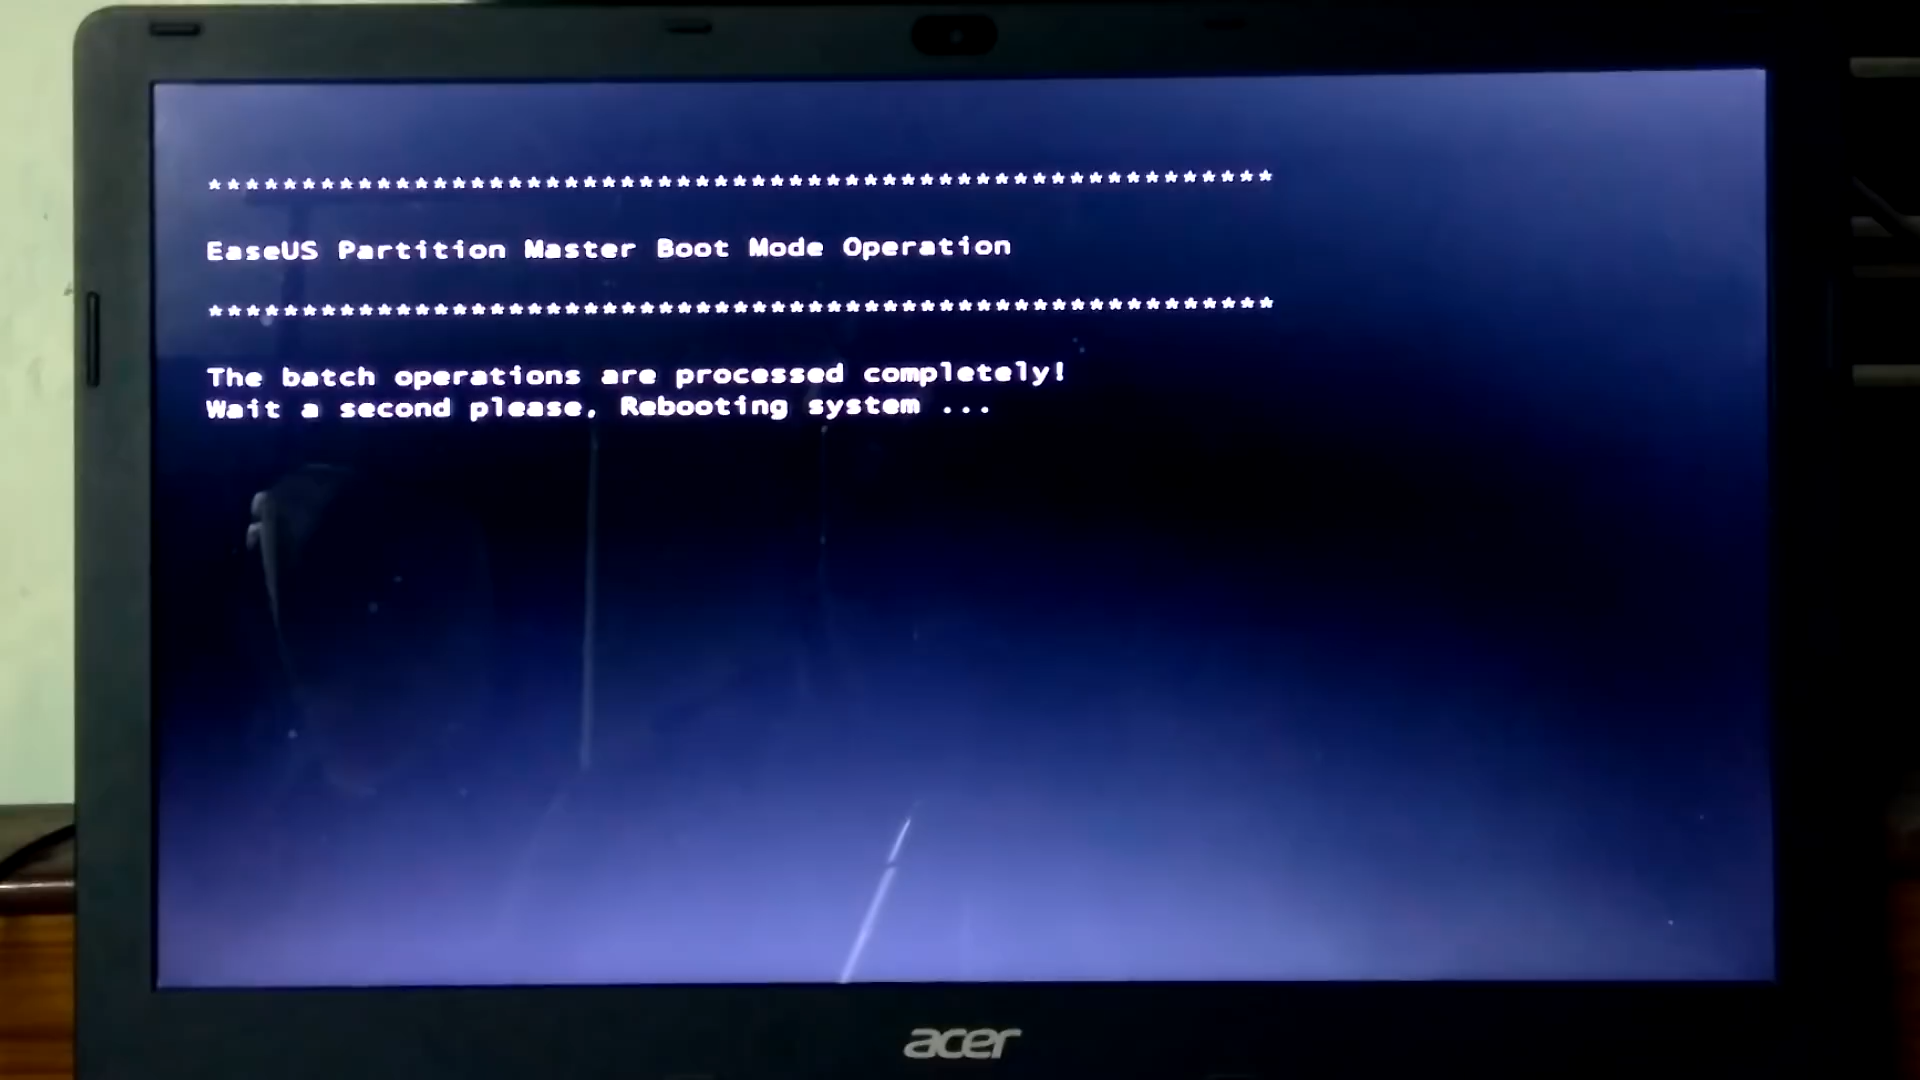 *********************************************************
EaseUS Partition Master Boot Mode Operation
*********************************************************
The batch operations are processed completely!
Wait a second please, Rebooting system ...
acer